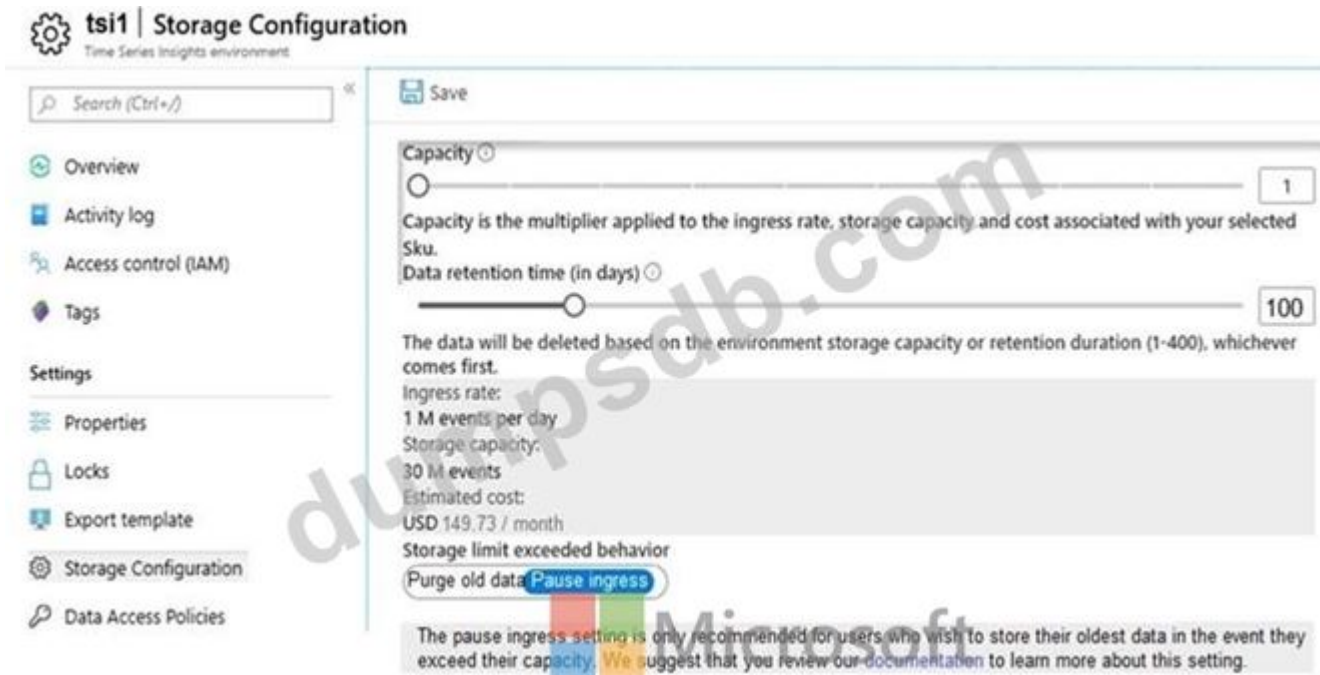 tsi1 | Storage Configuration
Time Series Insights environment
Search (Ctrl+/)
«
Overview
Activity log
Access control (IAM)
Tags
Settings
Properties
Locks
Export template
Storage Configuration
Data Access Policies
Save
Capacity
1
Capacity is the multiplier applied to the ingress rate, storage capacity and cost associated with your selected
Sku.
Data retention time (in days)
100
The data will be deleted based on the environment storage capacity or retention duration (1-400), whichever
comes first.
Ingress rate:
1 M events per day
Storage capacity:
30 M events
Estimated cost:
USD 149.73 / month
Storage limit exceeded behavior
Purge old data Pause ingress
The pause ingress setting is only recommended for users who wish to store their oldest data in the event they
exceed their capacity. We suggest that you review our documentation to learn more about this setting.
dumpsdb.com
Microsoft